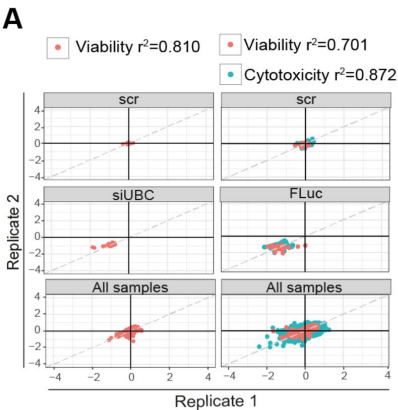 A
Viability r²=0.810
Viability r²=0.701
Cytotoxicity r²=0.872
scr
scr
4
2
0
−2
−4
siUBC
FLuc
4
2
0
−2
−4
All samples
All samples
4
2
0
−2
−4
−4 −2 0 2 4
−4 −2 0 2 4
Replicate 2
Replicate 1